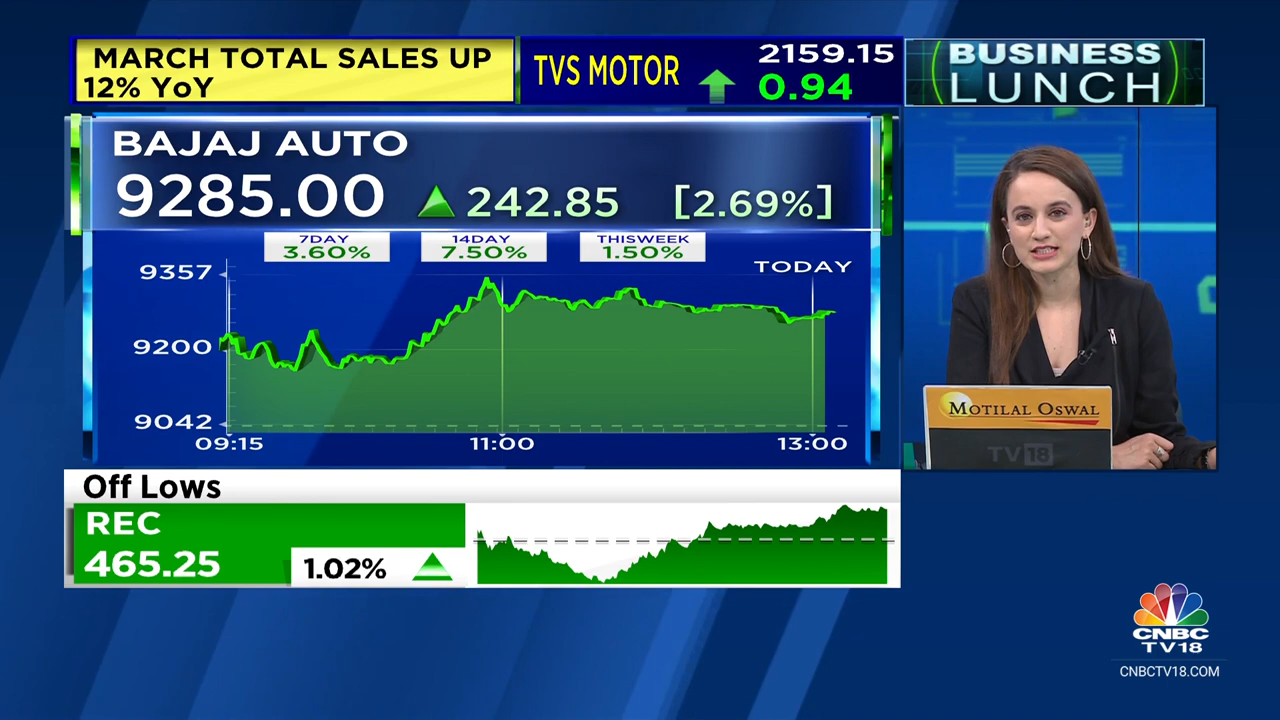 MARCH TOTAL SALES UP
12% YoY
TVS MOTOR
2159.15
0.94
BUSINESS
LUNCH
BAJAJ AUTO
9285.00
242.85
[2.69%]
7DAY
3.60%
14DAY
7.50%
THISWEEK
1.50%
TODAY
9357
9200
9042
09:15
11:00
13:00
MOTILAL OSWAL
TV18
Off Lows
REC
465.25
1.02%
CNBC
TV18
CNBCTV18.COM